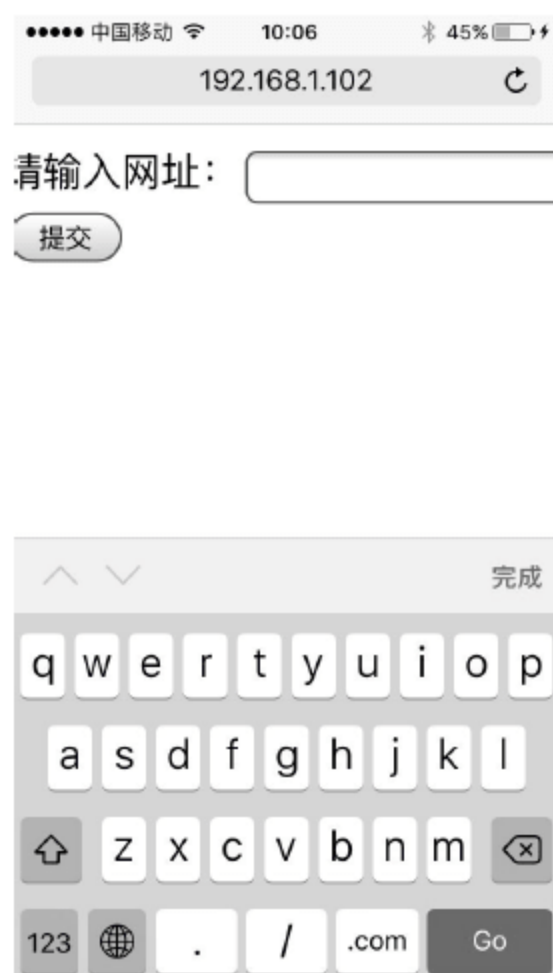 中国移动 10:06 45%
192.168.1.102
请输入网址：
提交
完成
q w e r t y u i o p
a s d f g h j k l
z x c v b n m
123 . / .com Go